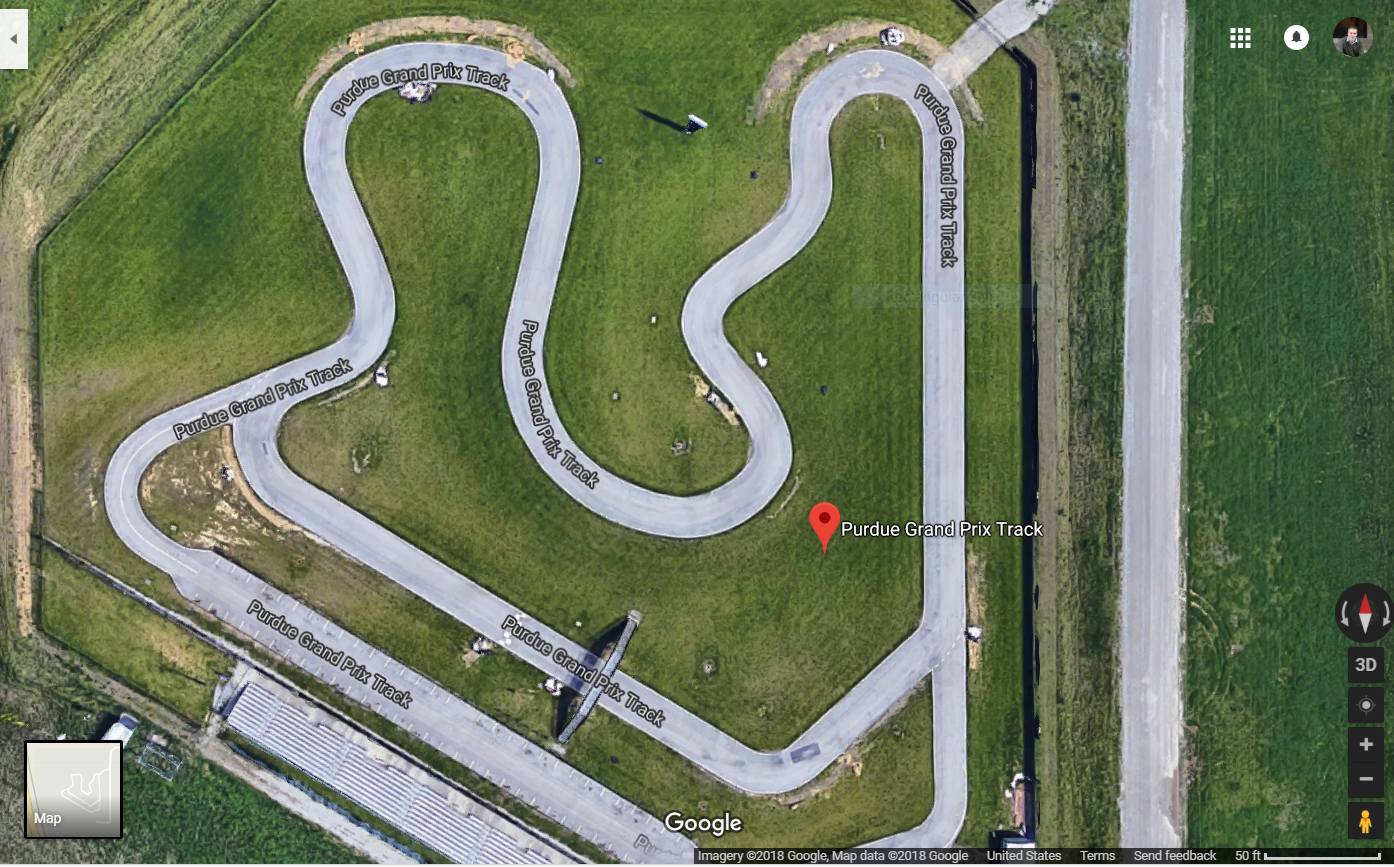 Purdue Grand Prix Track
Purdue Grand Prix Track
Purdue Grand Prix Track
Purdue Grand Prix Track
Purdue Grand Prix Track
Purdue Grand Prix Track
Purdue Grand Prix Track
3D
+
−
Map
Google
Imagery ©2018 Google, Map data ©2018 Google United States Terms Send feedback 50 ft